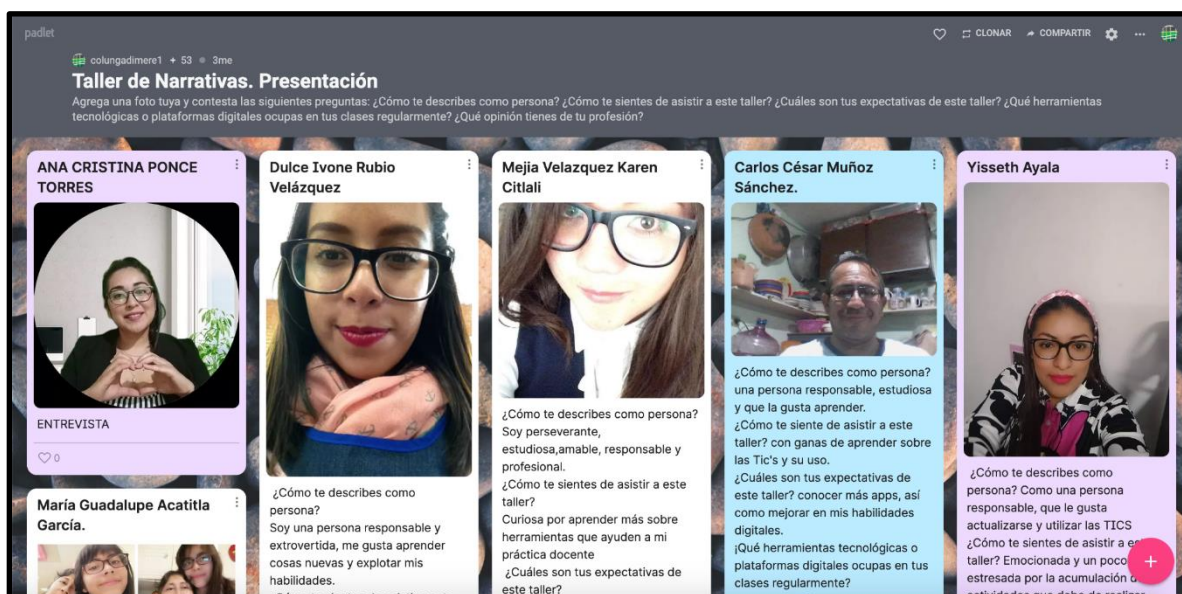 padlet
CLONAR
COMPARTIR
colungadimere1 + 53 • 3me
Taller de Narrativas. Presentación
Agrega una foto tuya y contesta las siguientes preguntas: ¿Cómo te describes como persona? ¿Cómo te sientes de asistir a este taller? ¿Cuáles son tus expectativas de este taller? ¿Qué herramientas
tecnológicas o plataformas digitales ocupas en tus clases regularmente? ¿Qué opinión tienes de tu profesión?
ANA CRISTINA PONCE
TORRES
ENTREVISTA
0
María Guadalupe Acatitla
García.
Dulce Ivone Rubio
Velázquez
¿Cómo te describes como
persona?
Soy una persona responsable y
extrovertida, me gusta aprender
cosas nuevas y explotar mis
habilidades.
Mejia Velazquez Karen
Citlali
¿Cómo te describes como persona?
Soy perseverante,
estudiosa,amable, responsable y
profesional.
¿Cómo te sientes de asistir a este
taller?
Curiosa por aprender más sobre
herramientas que ayuden a mi
práctica docente
¿Cuáles son tus expectativas de
este taller?
Carlos César Muñoz
Sánchez.
¿Cómo te describes como persona?
una persona responsable, estudiosa
y que la gusta aprender.
¿Cómo te siente de asistir a este
taller? con ganas de aprender sobre
las Tic's y su uso.
¿Cuáles son tus expectativas de
este taller? conocer más apps, así
como mejorar en mis habilidades
digitales.
¡Qué herramientas tecnológicas o
plataformas digitales ocupas en tus
clases regularmente?
Yisseth Ayala
¿Cómo te describes como
persona? Como una persona
responsable, que le gusta
actualizarse y utilizar las TICS
¿Cómo te sientes de asistir a
taller? Emocionada y un poco
estresada por la acumulación